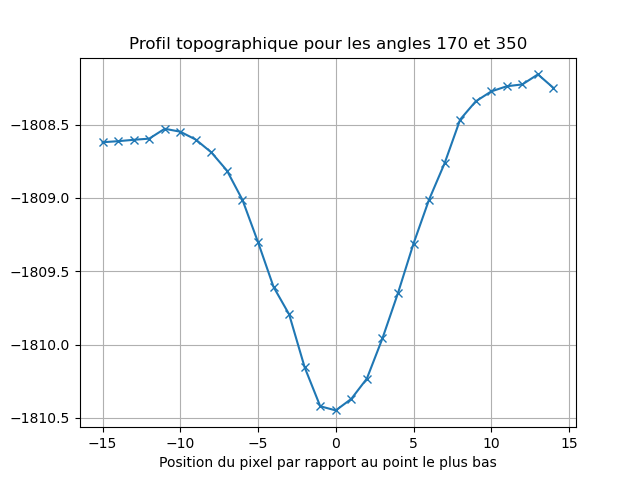 Profil topographique pour les angles 170 et 350
−1808.5
−1809.0
−1809.5
−1810.0
−1810.5
−15 −10 −5 0 5 10 15
Position du pixel par rapport au point le plus bas